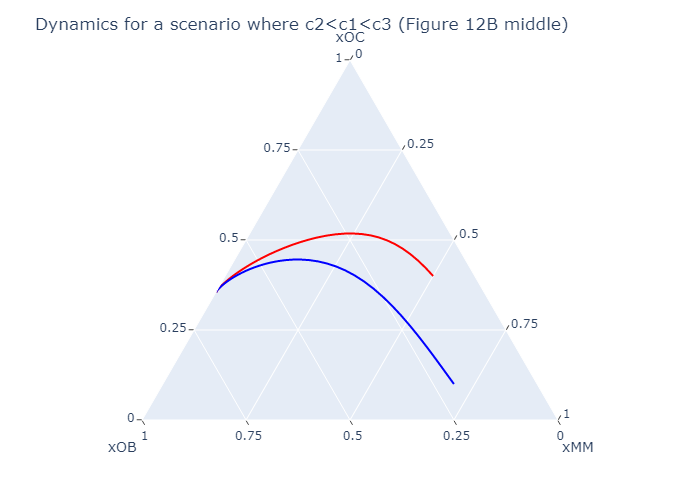 Dynamics for a scenario where c2<c1<c3 (Figure 12B middle)
xOC
1 0
0.75 0.25
0.5 0.5
0.25 0.75
0 1
1 0.75 0.5 0.25 0
xOB xMM